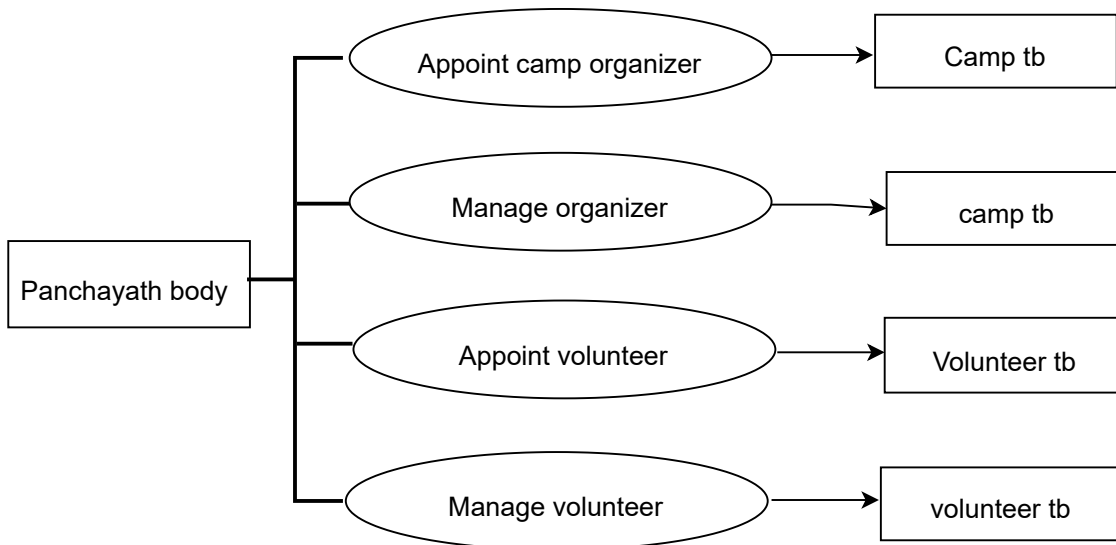 Appoint camp organizer
Camp tb
Manage organizer
camp tb
Panchayath body
Appoint volunteer
Volunteer tb
Manage volunteer
volunteer tb